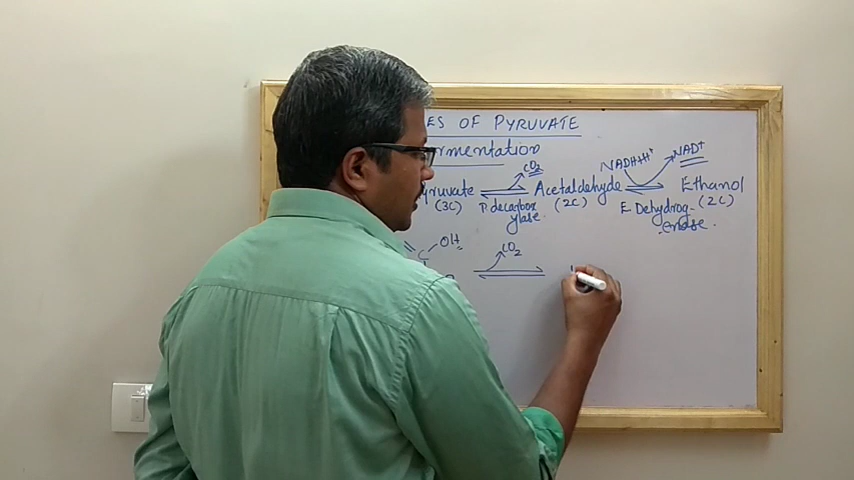 ES OF PYRUVATE
rmentation
CO₂ NADH+H⁺ NAD⁺
yruvate ⇌ Acetaldehyde ⇌ Ethanol
(3C) P. decarbox (2C) E. Dehydrog- (2C)
ylase. enase.
C OH CO₂